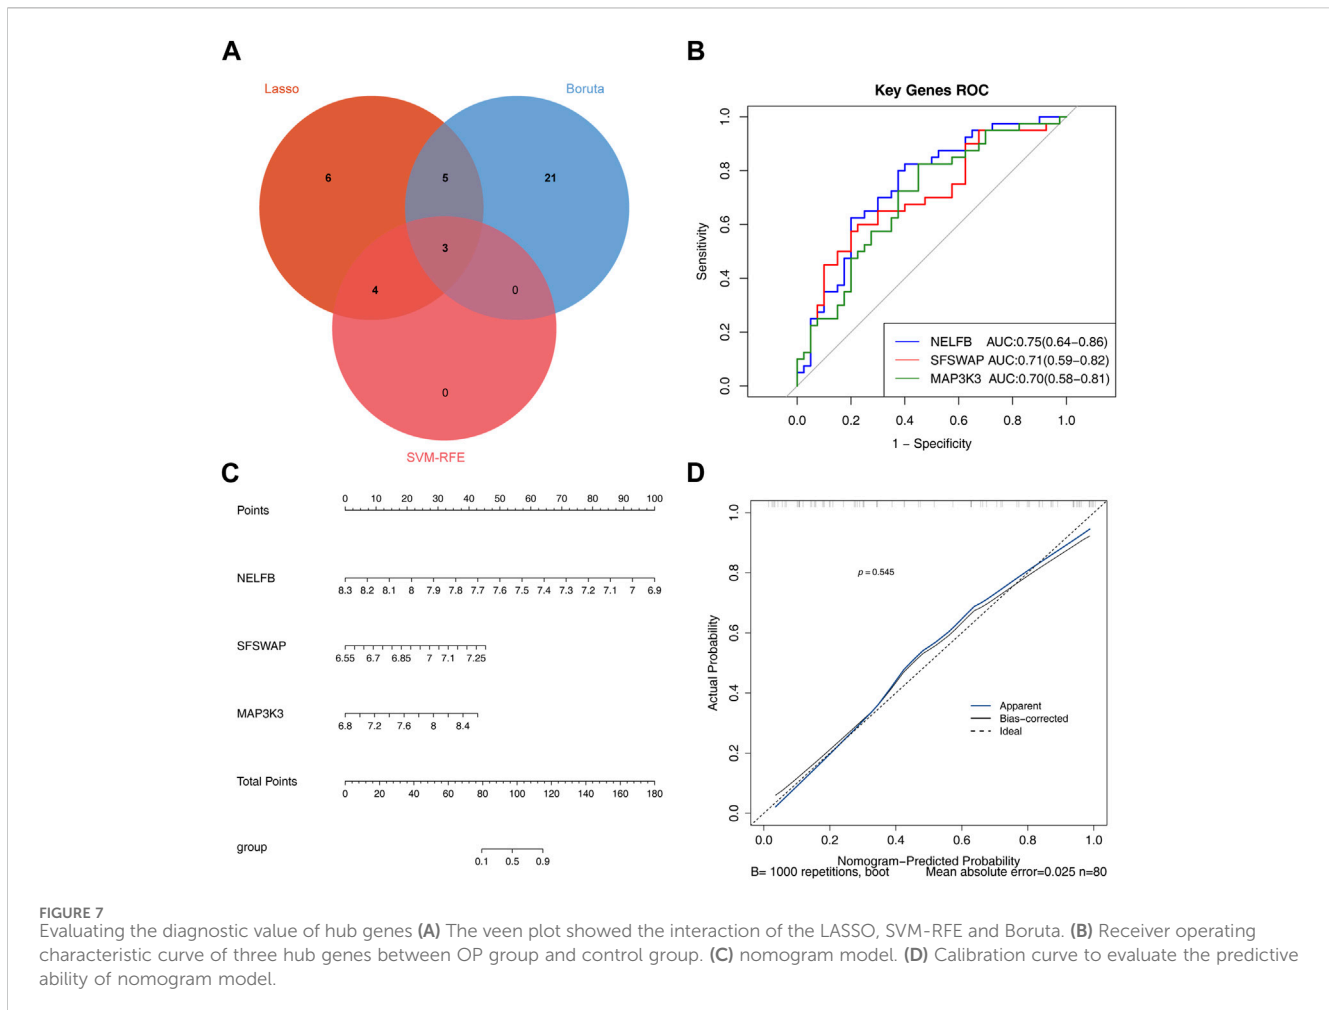 A
Lasso
Boruta
6
5
21
3
4
0
0
SVM-RFE
B
Key Genes ROC
Sensitivity
0.0 0.2 0.4 0.6 0.8 1.0
NELFB AUC:0.75(0.64−0.86)
SFSWAP AUC:0.71(0.59−0.82)
MAP3K3 AUC:0.70(0.58−0.81)
0.0 0.2 0.4 0.6 0.8 1.0
1 − Specificity
C
0 10 20 30 40 50 60 70 80 90 100
Points
NELFB
8.3 8.2 8.1 8 7.9 7.8 7.7 7.6 7.5 7.4 7.3 7.2 7.1 7 6.9
SFSWAP
6.55 6.7 6.85 7 7.1 7.25
MAP3K3
6.8 7.2 7.6 8 8.4
Total Points
0 20 40 60 80 100 120 140 160 180
group
0.1 0.5 0.9
D
Actual Probability
0.0 0.2 0.4 0.6 0.8 1.0
p = 0.545
Apparent
Bias−corrected
Ideal
0.0 0.2 0.4 0.6 0.8 1.0
Nomogram−Predicted Probability
B= 1000 repetitions, boot Mean absolute error=0.025 n=80
FIGURE 7
Evaluating the diagnostic value of hub genes (A) The veen plot showed the interaction of the LASSO, SVM-RFE and Boruta. (B) Receiver operating
characteristic curve of three hub genes between OP group and control group. (C) nomogram model. (D) Calibration curve to evaluate the predictive
ability of nomogram model.